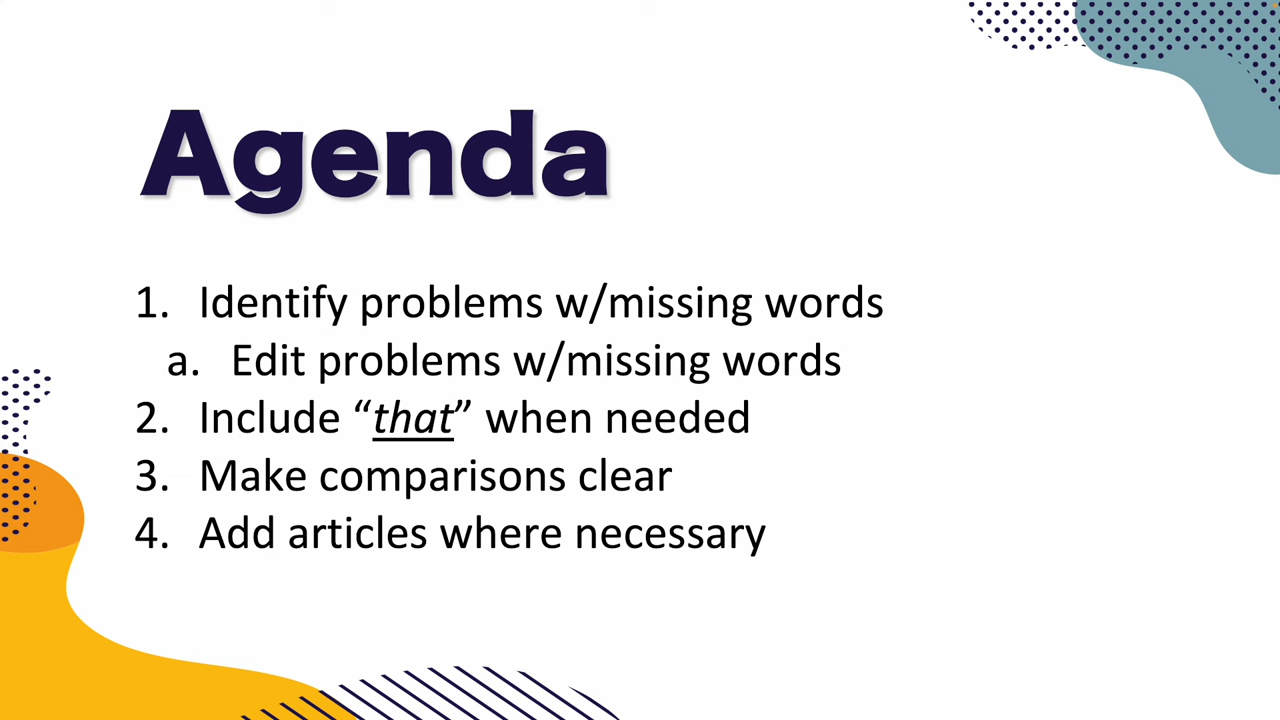 Agenda
1. Identify problems w/missing words
a. Edit problems w/missing words
2. Include “that” when needed
3. Make comparisons clear
4. Add articles where necessary